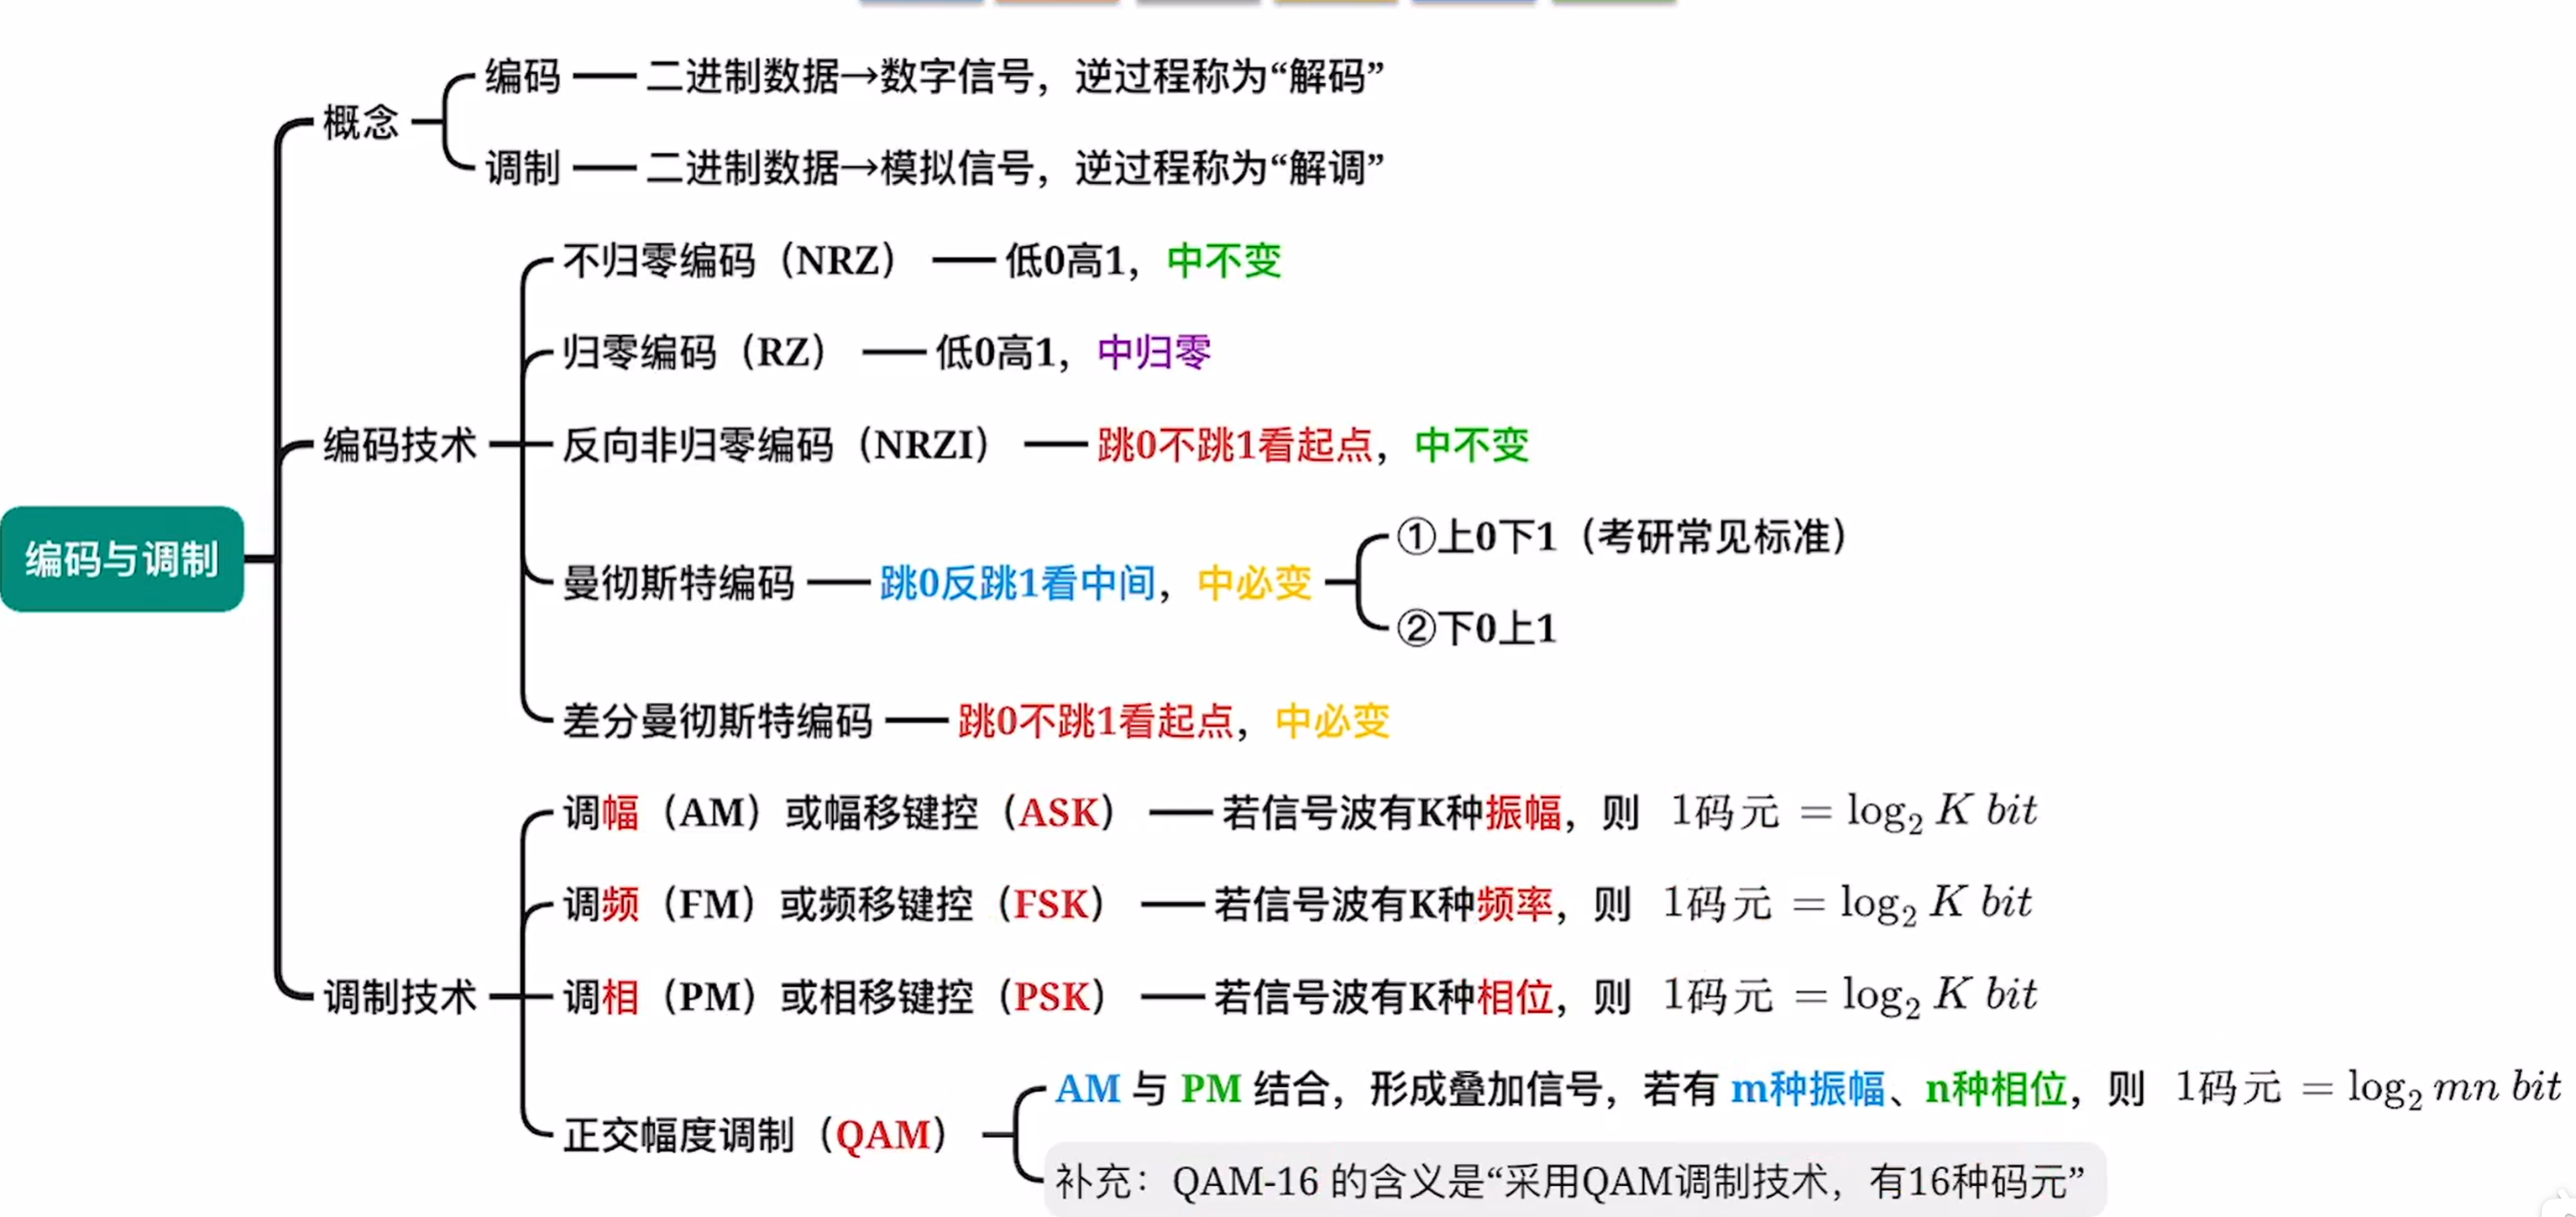 编码与调制
概念
编码 二进制数据→数字信号，逆过程称为“解码”
调制 二进制数据→模拟信号，逆过程称为“解调”
编码技术
不归零编码（NRZ） 低0高1，中不变
归零编码（RZ） 低0高1，中归零
反向非归零编码（NRZI） 跳0不跳1看起点，中不变
曼彻斯特编码 跳0反跳1看中间，中必变
①上0下1（考研常见标准）
②下0上1
差分曼彻斯特编码 跳0不跳1看起点，中必变
调制技术
调幅（AM）或幅移键控（ASK） 若信号波有K种振幅，则 1码元 = log₂ K bit
调频（FM）或频移键控（FSK） 若信号波有K种频率，则 1码元 = log₂ K bit
调相（PM）或相移键控（PSK） 若信号波有K种相位，则 1码元 = log₂ K bit
正交幅度调制（QAM）
AM 与 PM 结合，形成叠加信号，若有 m种振幅、n种相位，则 1码元 = log₂ mn bit
补充：QAM-16 的含义是“采用QAM调制技术，有16种码元”